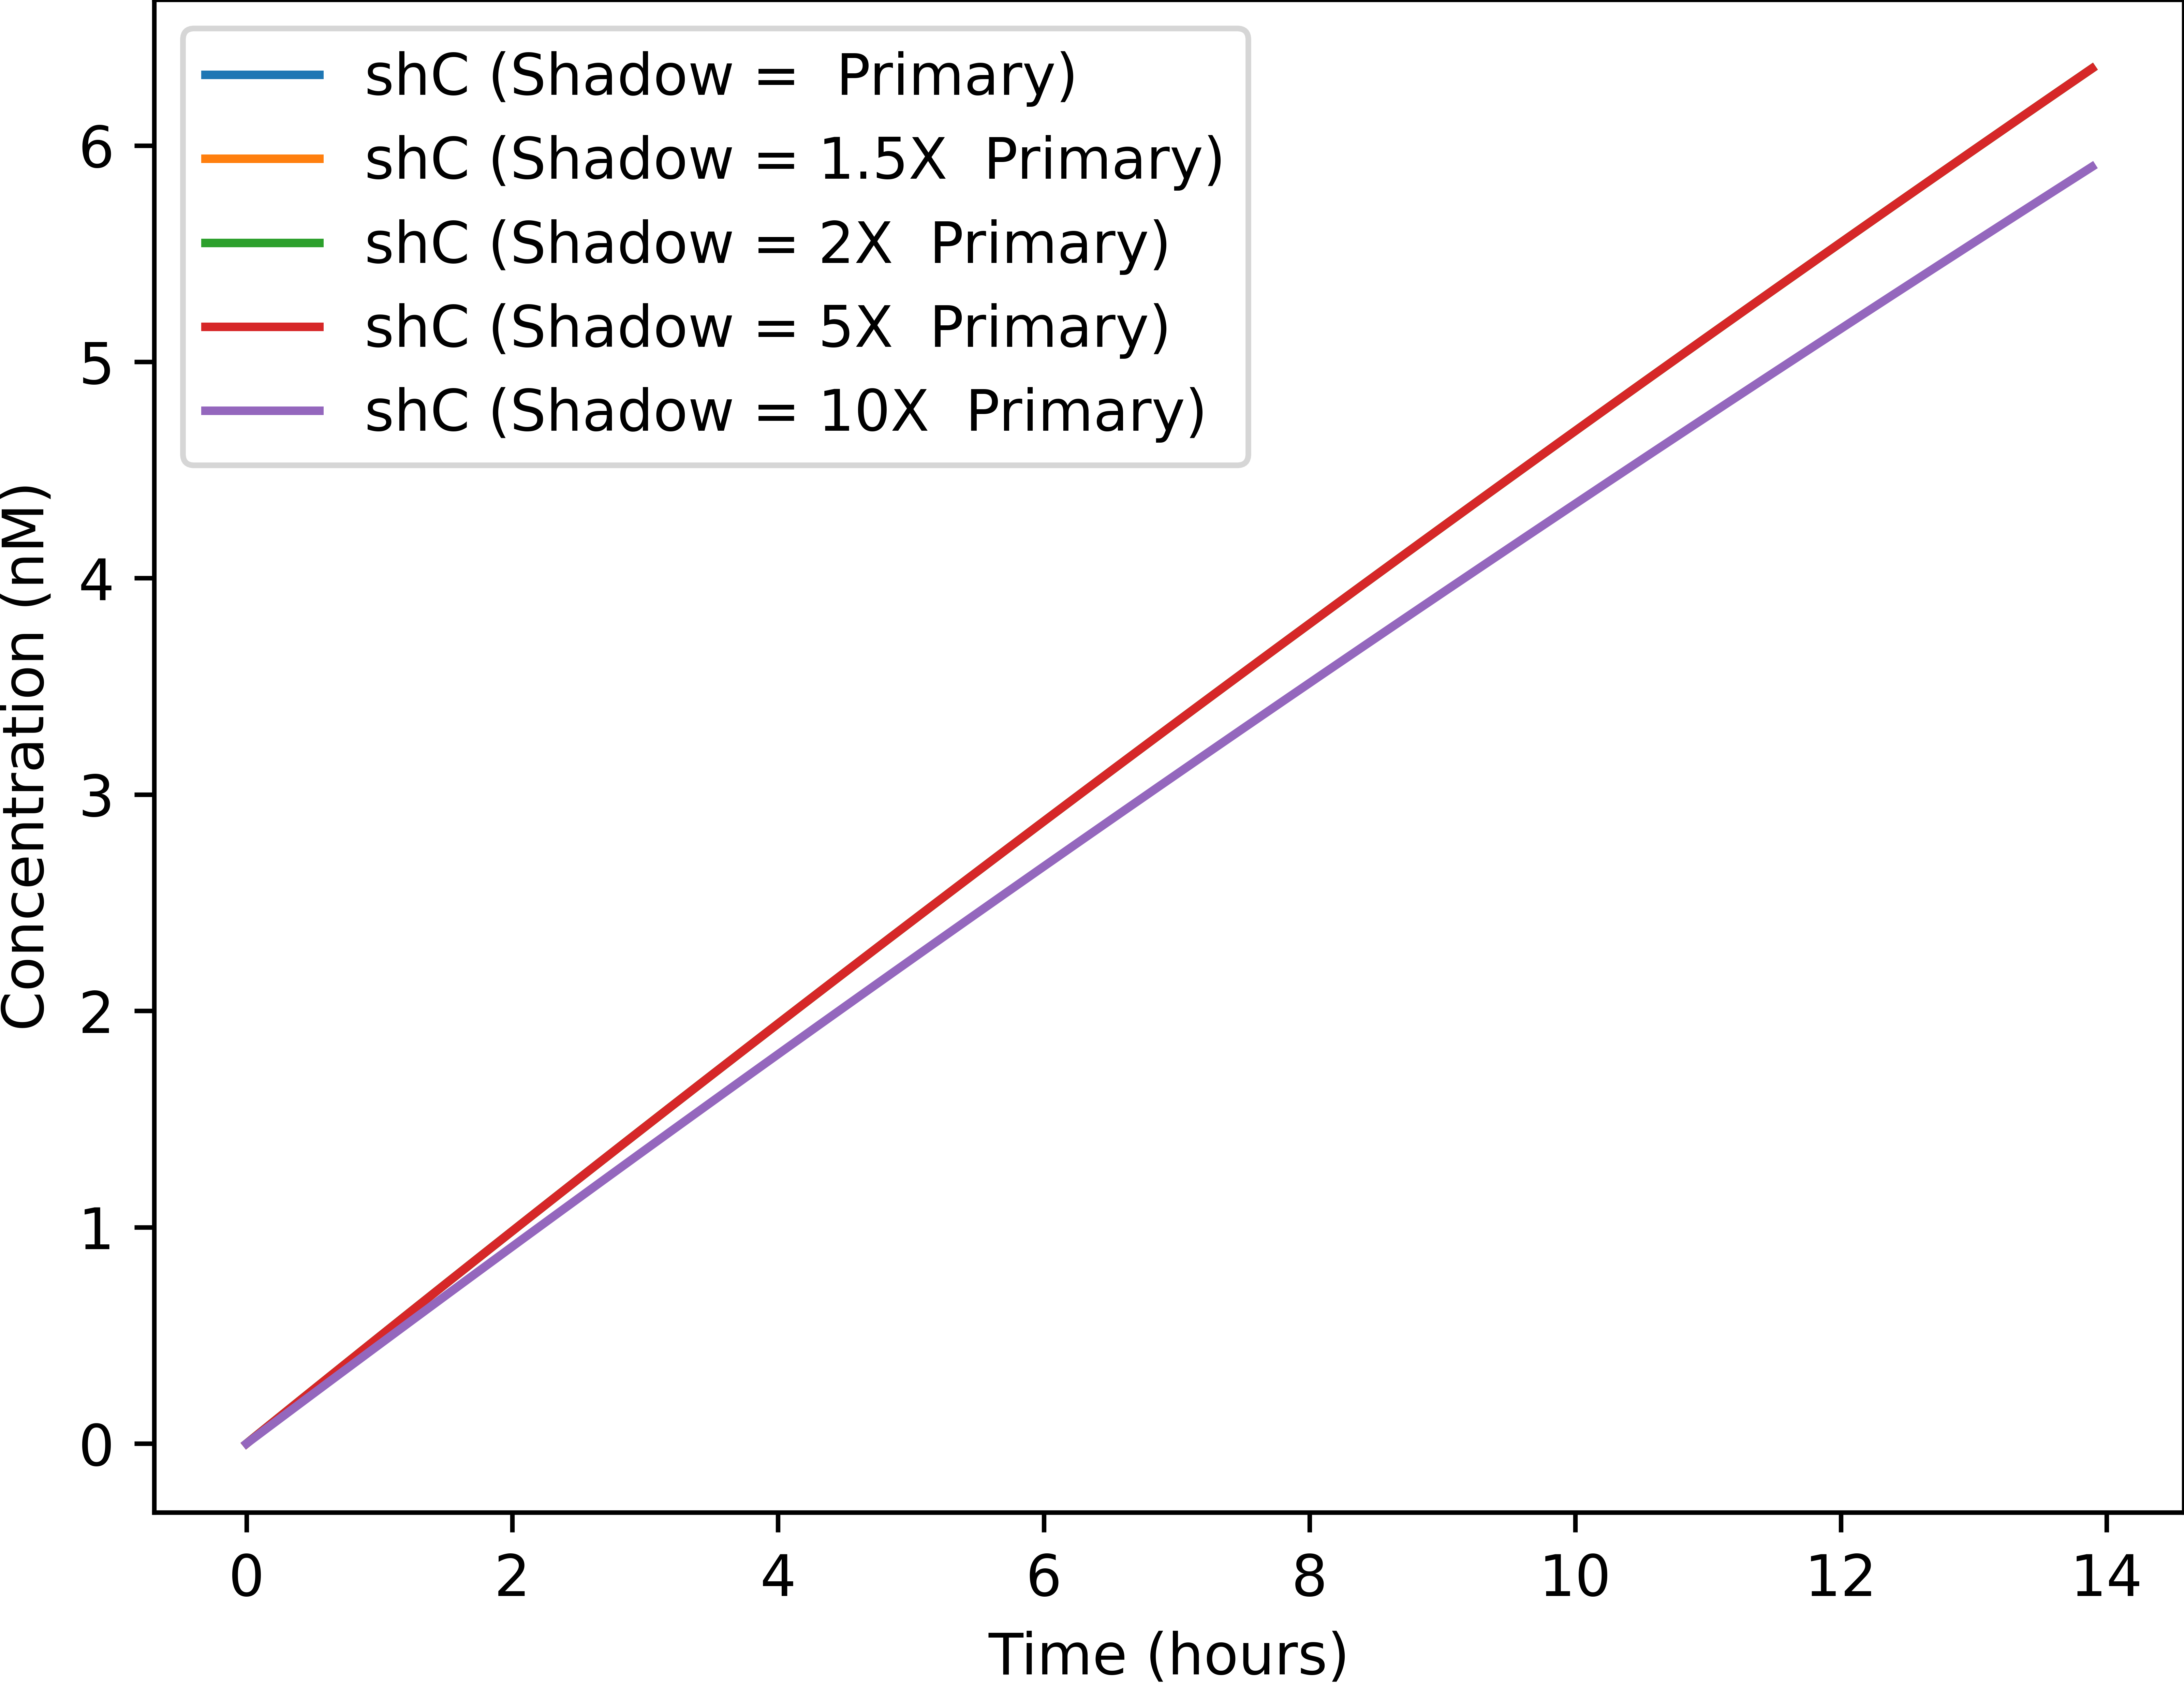 shC (Shadow =  Primary)
shC (Shadow = 1.5X  Primary)
shC (Shadow = 2X  Primary)
shC (Shadow = 5X  Primary)
shC (Shadow = 10X  Primary)
6
5
4
3
2
1
0
Concentration (nM)
0 2 4 6 8 10 12 14
Time (hours)